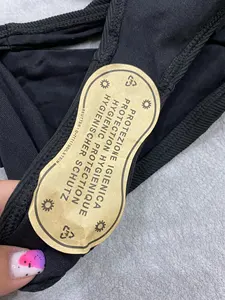 PROTEZIONE IGIENICA
PROTECTION HYGIENIQUE
HYGIENIC PROTECTION
HYGIENISCHER SCHUTZ